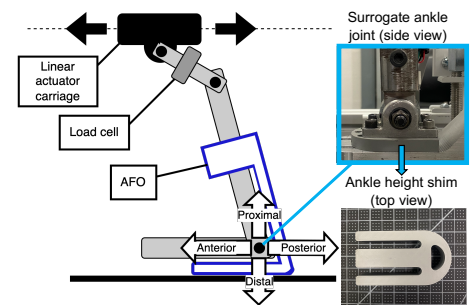 Surrogate ankle
joint (side view)
Linear
actuator
carriage
Load cell
AFO
Ankle height shim
(top view)
Proximal
Anterior
Posterior
Distal